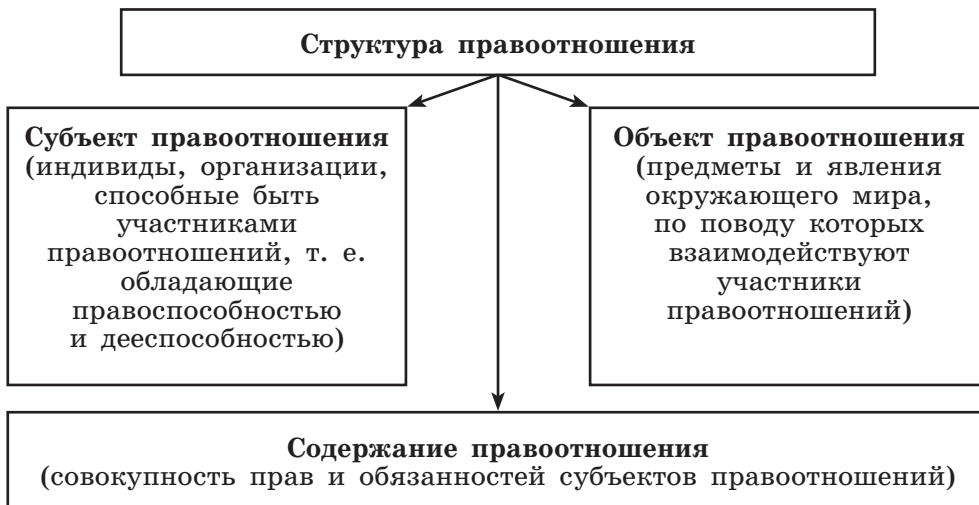 Структура правоотношения
Субъект правоотношения
(индивиды, организации,
способные быть
участниками
правоотношений, т. е.
обладающие
правоспособностью
и дееспособностью)
Объект правоотношения
(предметы и явления
окружающего мира,
по поводу которых
взаимодействуют
участники
правоотношений)
Содержание правоотношения
(совокупность прав и обязанностей субъектов правоотношений)